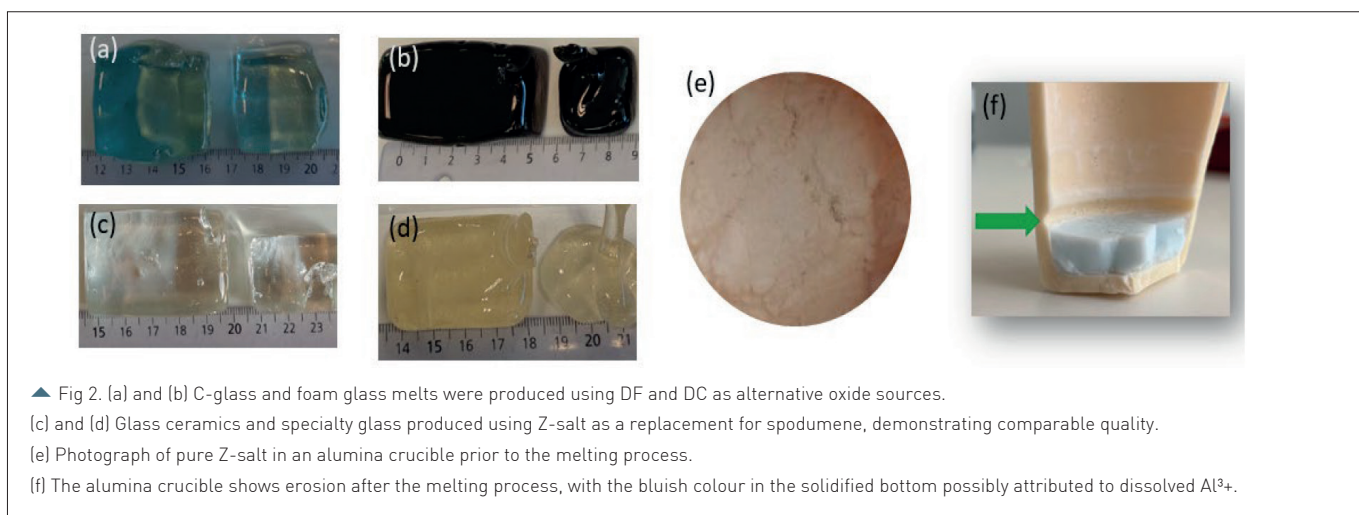 (a)
12 13 14 15 16 17 18 19 20
(b)
0 1 2 3 4 5 6 7 8 9
(c)
15 16 17 18 19 20 21 22 23
(d)
14 15 16 17 18 19 20 21
(e)
(f)
▲ Fig 2. (a) and (b) C-glass and foam glass melts were produced using DF and DC as alternative oxide sources.
(c) and (d) Glass ceramics and specialty glass produced using Z-salt as a replacement for spodumene, demonstrating comparable quality.
(e) Photograph of pure Z-salt in an alumina crucible prior to the melting process.
(f) The alumina crucible shows erosion after the melting process, with the bluish colour in the solidified bottom possibly attributed to dissolved Al³+.